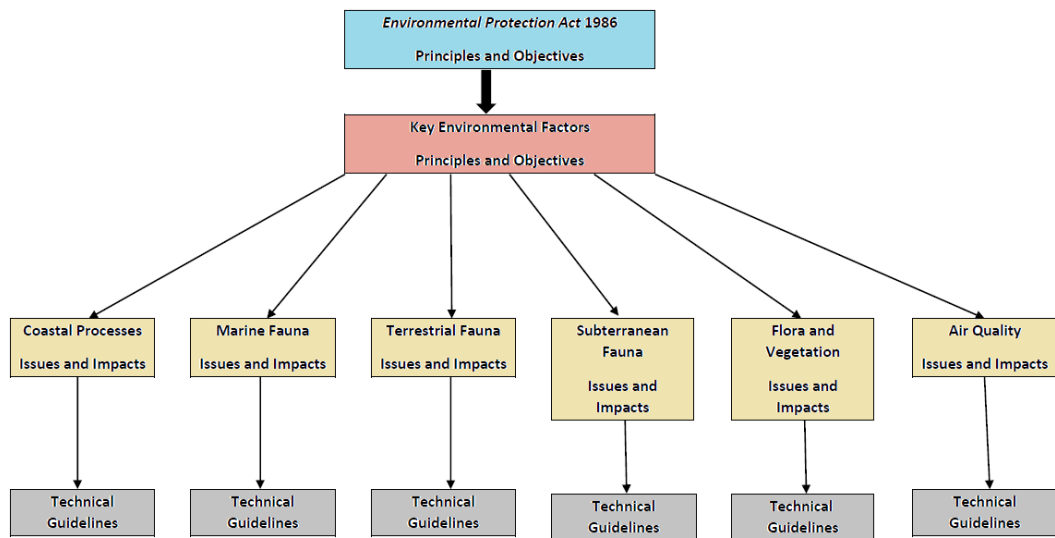 Environmental Protection Act 1986
Principles and Objectives
Key Environmental Factors
Principles and Objectives
Coastal Processes
Issues and Impacts
Marine Fauna
Issues and Impacts
Terrestrial Fauna
Issues and Impacts
Subterranean
Fauna
Issues and
Impacts
Flora and
Vegetation
Issues and
Impacts
Air Quality
Issues and Impacts
Technical
Guidelines
Technical
Guidelines
Technical
Guidelines
Technical
Guidelines
Technical
Guidelines
Technical
Guidelines